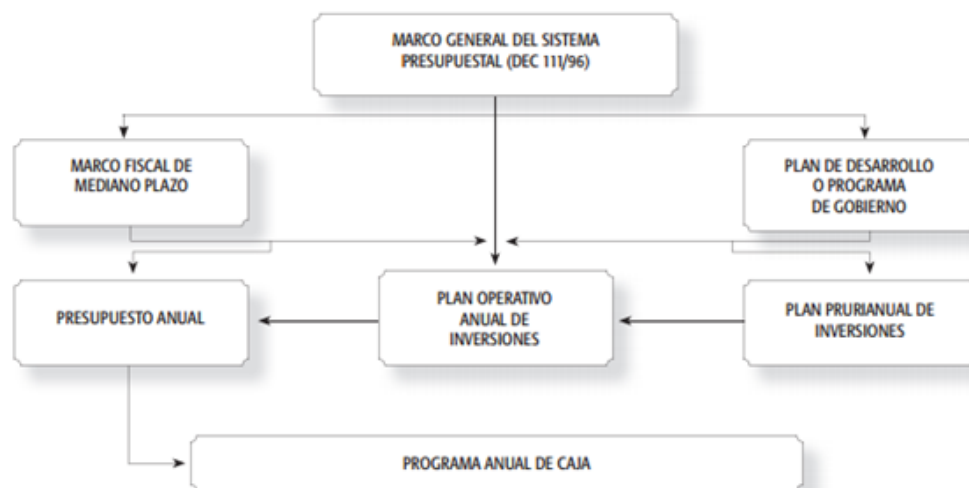 MARCO GENERAL DEL SISTEMA
PRESUPUESTAL (DEC 111/96)
MARCO FISCAL DE
MEDIANO PLAZO
PLAN DE DESARROLLO
O PROGRAMA
DE GOBIERNO
PRESUPUESTO ANUAL
PLAN OPERATIVO
ANUAL DE
INVERSIONES
PLAN PRURIANUAL DE
INVERSIONES
PROGRAMA ANUAL DE CAJA